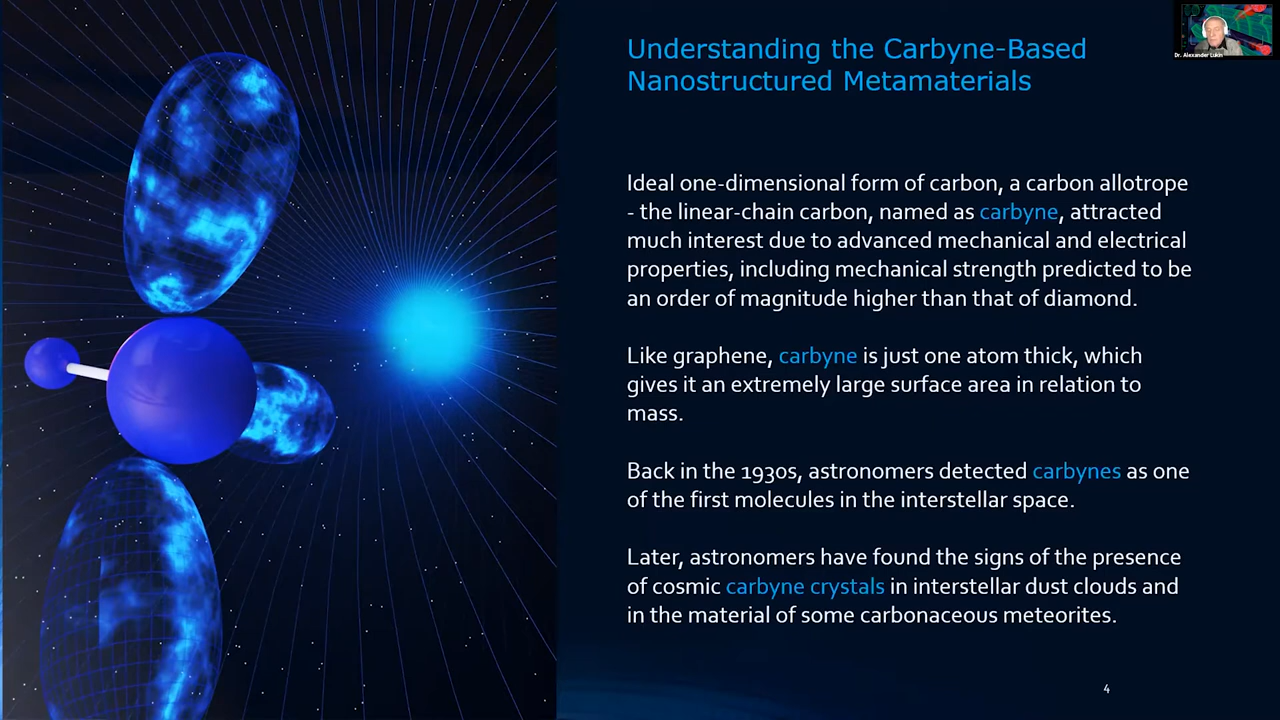 Understanding the Carbyne-Based
Nanostructured Metamaterials
Dr. Alexander Lukin
Ideal one-dimensional form of carbon, a carbon allotrope
- the linear-chain carbon, named as carbyne, attracted
much interest due to advanced mechanical and electrical
properties, including mechanical strength predicted to be
an order of magnitude higher than that of diamond.
Like graphene, carbyne is just one atom thick, which
gives it an extremely large surface area in relation to
mass.
Back in the 1930s, astronomers detected carbynes as one
of the first molecules in the interstellar space.
Later, astronomers have found the signs of the presence
of cosmic carbyne crystals in interstellar dust clouds and
in the material of some carbonaceous meteorites.
4